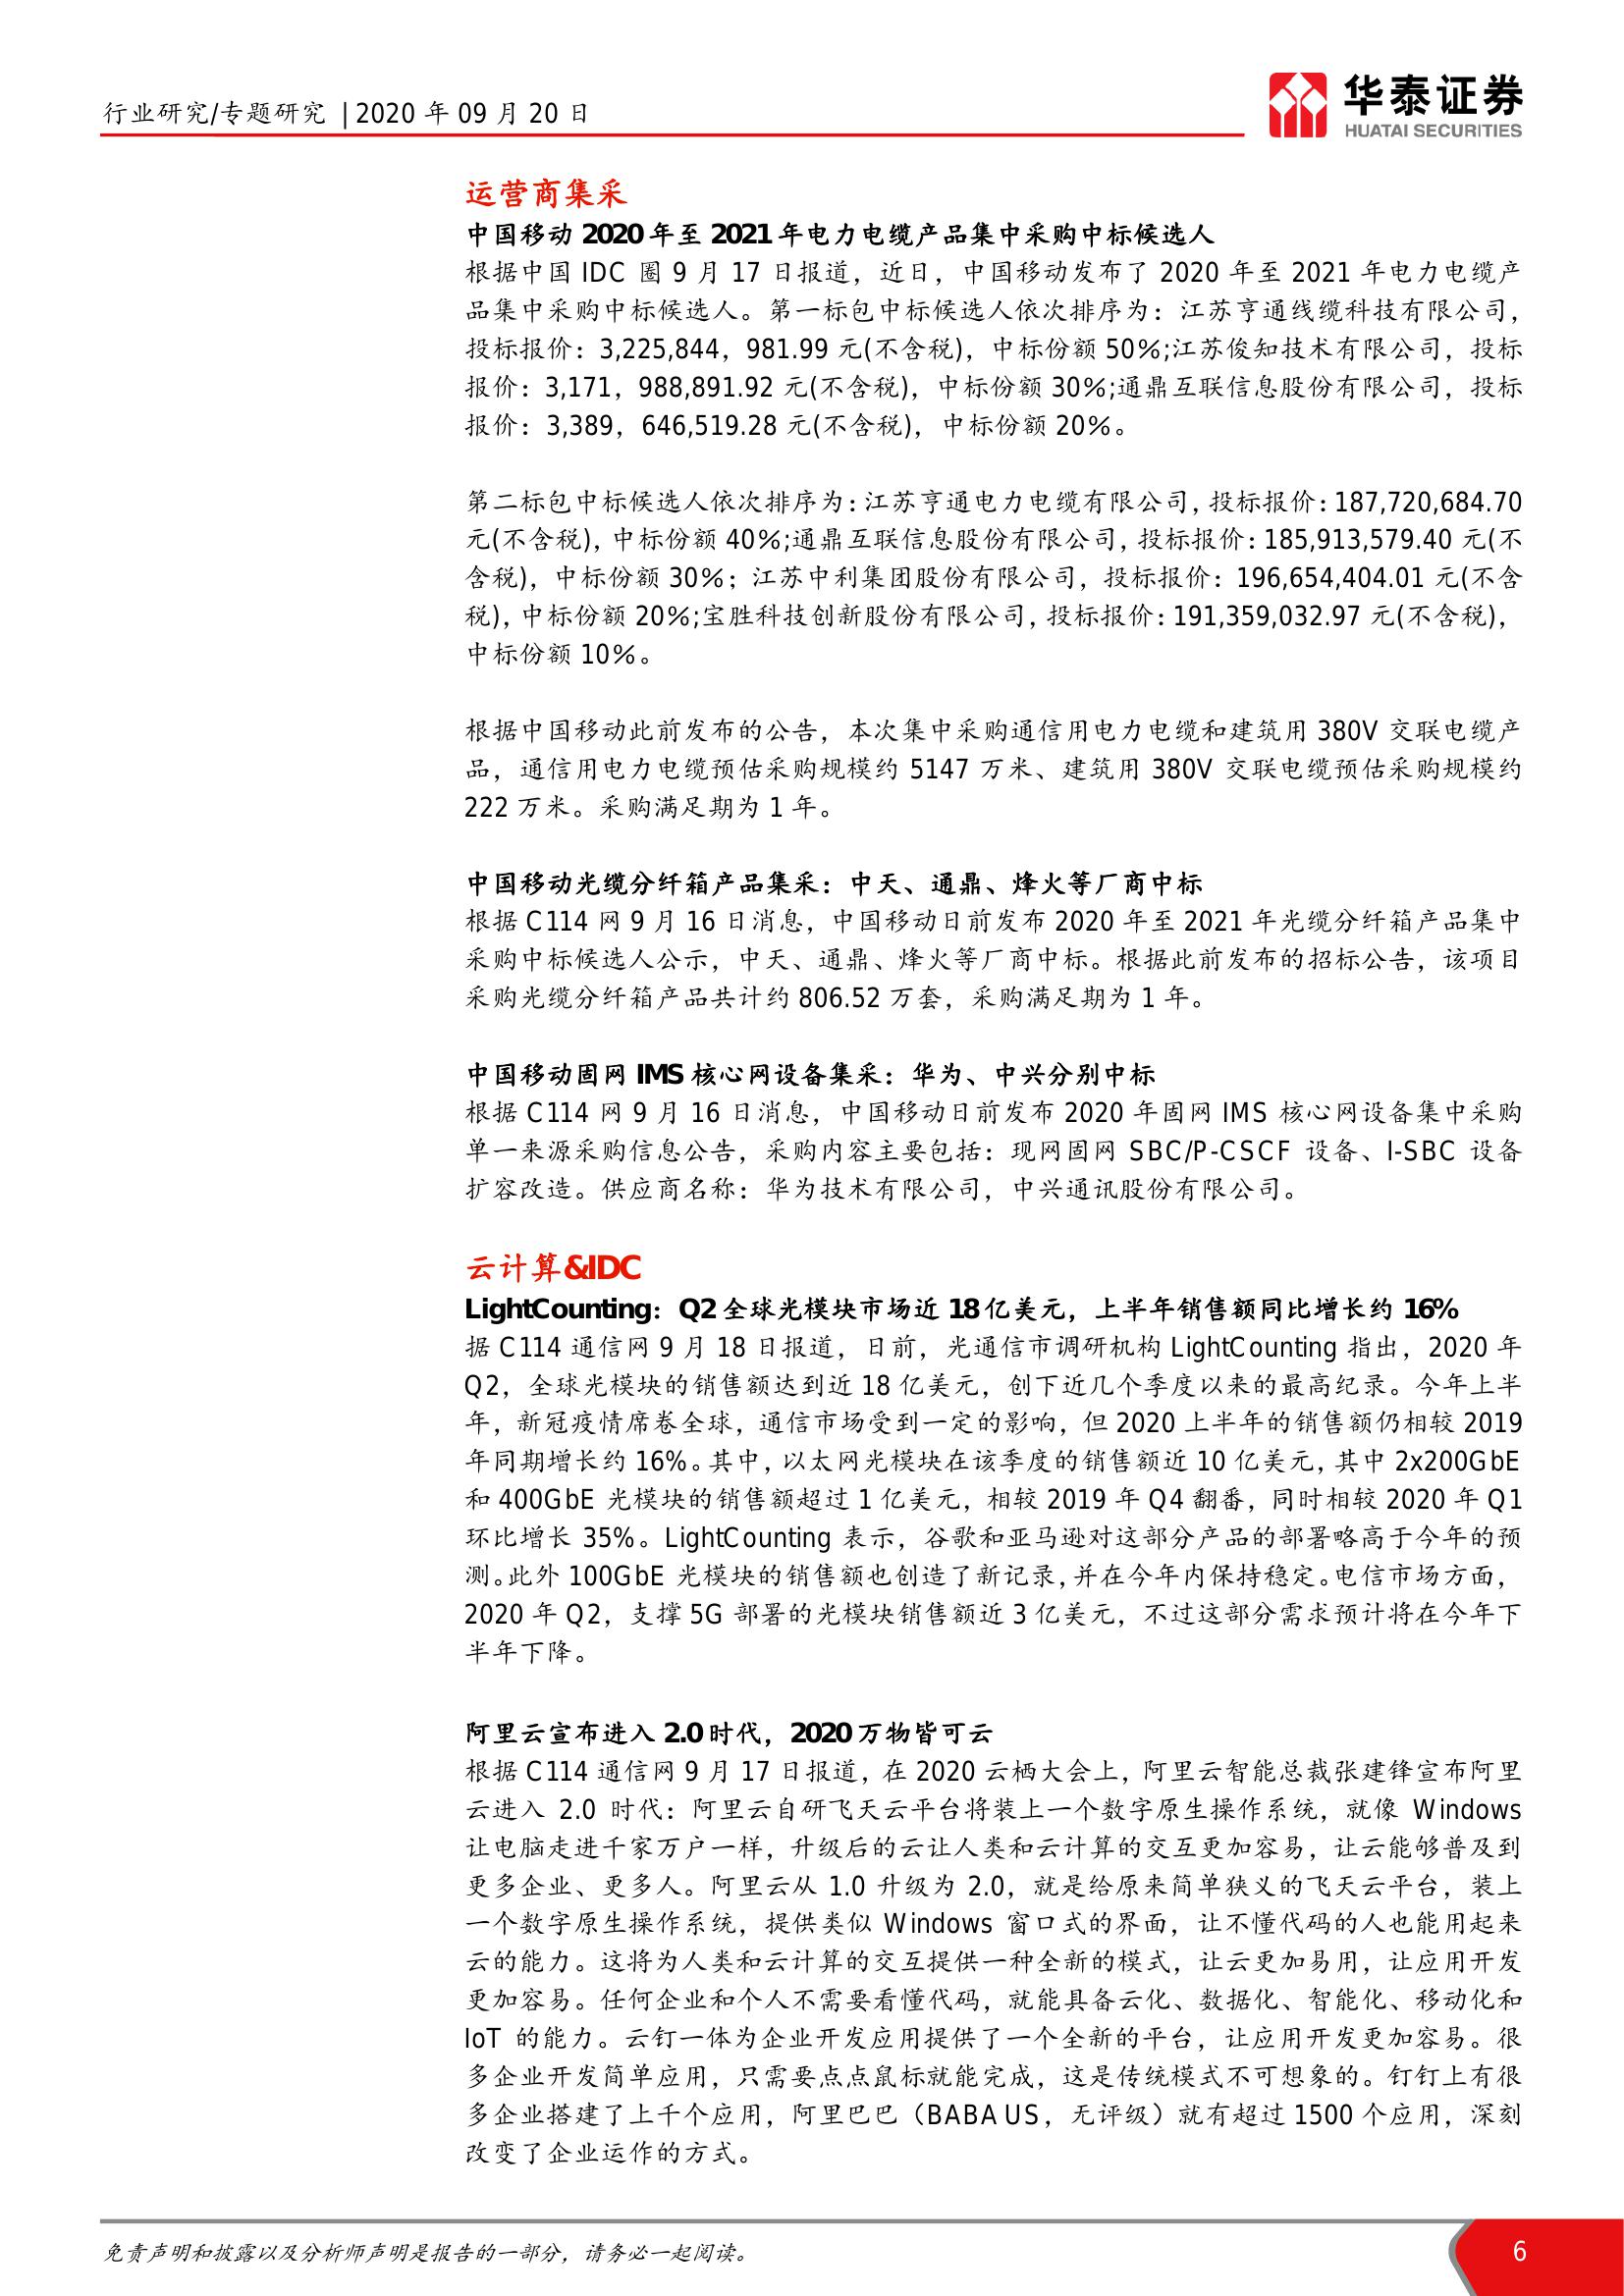 行业研究/专题研究 | 2020 年 09 月 20 日
华泰证券
HUATAI SECURITIES
运营商集采
中国移动 2020 年至 2021 年电力电缆产品集中采购中标候选人
根据中国 IDC 圈 9 月 17 日报道，近日，中国移动发布了 2020 年至 2021 年电力电缆产
品集中采购中标候选人。第一标包中标候选人依次排序为：江苏亨通线缆科技有限公司，
投标报价：3,225,844，981.99 元(不含税)，中标份额 50%;江苏俊知技术有限公司，投标
报价：3,171，988,891.92 元(不含税)，中标份额 30%;通鼎互联信息股份有限公司，投标
报价：3,389，646,519.28 元(不含税)，中标份额 20%。
第二标包中标候选人依次排序为：江苏亨通电力电缆有限公司，投标报价：187,720,684.70
元(不含税)，中标份额 40%;通鼎互联信息股份有限公司，投标报价：185,913,579.40 元(不
含税)，中标份额 30%；江苏中利集团股份有限公司，投标报价：196,654,404.01 元(不含
税)，中标份额 20%;宝胜科技创新股份有限公司，投标报价：191,359,032.97 元(不含税)，
中标份额 10%。
根据中国移动此前发布的公告，本次集中采购通信用电力电缆和建筑用 380V 交联电缆产
品，通信用电力电缆预估采购规模约 5147 万米、建筑用 380V 交联电缆预估采购规模约
222 万米。采购满足期为 1 年。
中国移动光缆分纤箱产品集采：中天、通鼎、烽火等厂商中标
根据 C114 网 9 月 16 日消息，中国移动日前发布 2020 年至 2021 年光缆分纤箱产品集中
采购中标候选人公示，中天、通鼎、烽火等厂商中标。根据此前发布的招标公告，该项目
采购光缆分纤箱产品共计约 806.52 万套，采购满足期为 1 年。
中国移动固网 IMS 核心网设备集采：华为、中兴分别中标
根据 C114 网 9 月 16 日消息，中国移动日前发布 2020 年固网 IMS 核心网设备集中采购
单一来源采购信息公告，采购内容主要包括：现网固网 SBC/P-CSCF 设备、I-SBC 设备
扩容改造。供应商名称：华为技术有限公司，中兴通讯股份有限公司。
云计算&IDC
LightCounting：Q2 全球光模块市场近 18 亿美元，上半年销售额同比增长约 16%
据 C114 通信网 9 月 18 日报道，日前，光通信市调研机构 LightCounting 指出，2020 年
Q2，全球光模块的销售额达到近 18 亿美元，创下近几个季度以来的最高纪录。今年上半
年，新冠疫情席卷全球，通信市场受到一定的影响，但 2020 上半年的销售额仍相较 2019
年同期增长约 16%。其中，以太网光模块在该季度的销售额近 10 亿美元，其中 2x200GbE
和 400GbE 光模块的销售额超过 1 亿美元，相较 2019 年 Q4 翻番，同时相较 2020 年 Q1
环比增长 35%。LightCounting 表示，谷歌和亚马逊对这部分产品的部署略高于今年的预
测。此外 100GbE 光模块的销售额也创造了新记录，并在今年内保持稳定。电信市场方面，
2020 年 Q2，支撑 5G 部署的光模块销售额近 3 亿美元，不过这部分需求预计将在今年下
半年下降。
阿里云宣布进入 2.0 时代，2020 万物皆可云
根据 C114 通信网 9 月 17 日报道，在 2020 云栖大会上，阿里云智能总裁张建锋宣布阿里
云进入 2.0 时代：阿里云自研飞天云平台将装上一个数字原生操作系统，就像 Windows
让电脑走进千家万户一样，升级后的云让人类和云计算的交互更加容易，让云能够普及到
更多企业、更多人。阿里云从 1.0 升级为 2.0，就是给原来简单狭义的飞天云平台，装上
一个数字原生操作系统，提供类似 Windows 窗口式的界面，让不懂代码的人也能用起来
云的能力。这将为人类和云计算的交互提供一种全新的模式，让云更加易用，让应用开发
更加容易。任何企业和个人不需要看懂代码，就能具备云化、数据化、智能化、移动化和
IoT 的能力。云钉一体为企业开发应用提供了一个全新的平台，让应用开发更加容易。很
多企业开发简单应用，只需要点点鼠标就能完成，这是传统模式不可想象的。钉钉上有很
多企业搭建了上千个应用，阿里巴巴（BABA US，无评级）就有超过 1500 个应用，深刻
改变了企业运作的方式。
免责声明和披露以及分析师声明是报告的一部分，请务必一起阅读。
6